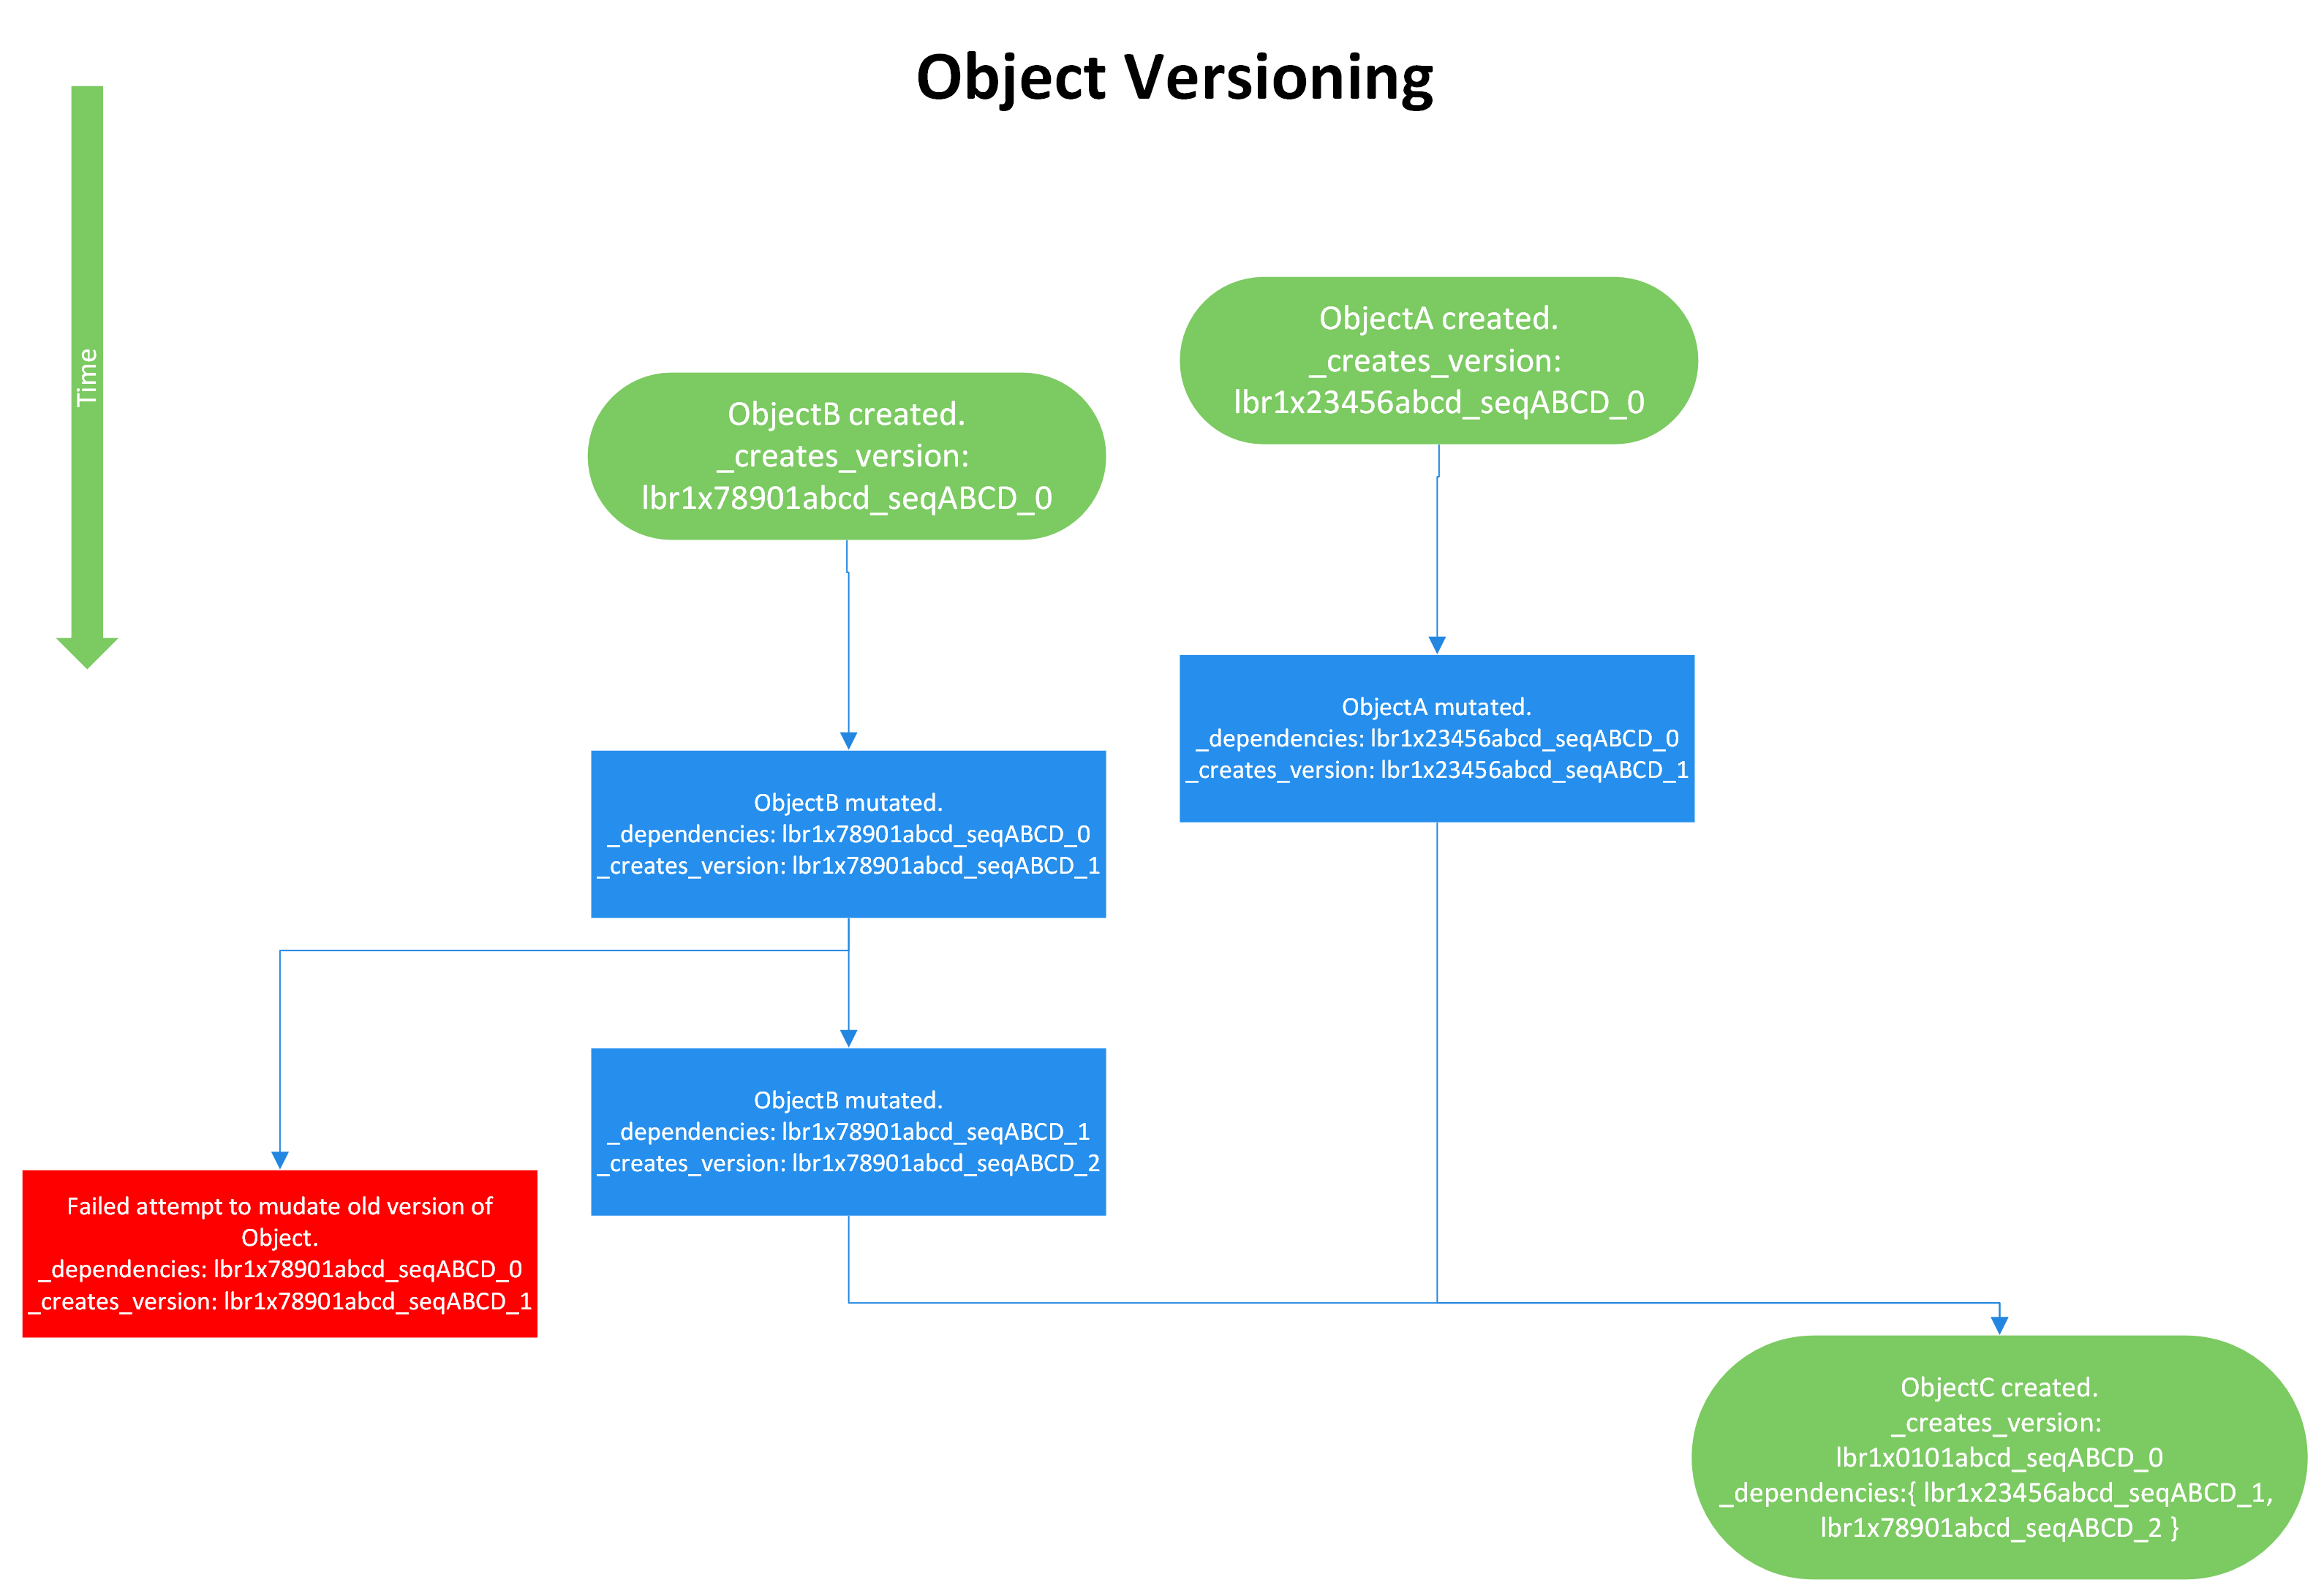 Object Versioning
Time
ObjectA created.
_creates_version:
lbr1x23456abcd_seqABCD_0
ObjectB created.
_creates_version:
lbr1x78901abcd_seqABCD_0
ObjectA mutated.
_dependencies: lbr1x23456abcd_seqABCD_0
_creates_version: lbr1x23456abcd_seqABCD_1
ObjectB mutated.
_dependencies: lbr1x78901abcd_seqABCD_0
_creates_version: lbr1x78901abcd_seqABCD_1
ObjectB mutated.
_dependencies: lbr1x78901abcd_seqABCD_1
_creates_version: lbr1x78901abcd_seqABCD_2
Failed attempt to mudate old version of
Object.
_dependencies: lbr1x78901abcd_seqABCD_0
_creates_version: lbr1x78901abcd_seqABCD_1
ObjectC created.
_creates_version:
lbr1x0101abcd_seqABCD_0
_dependencies:{ lbr1x23456abcd_seqABCD_1,
lbr1x78901abcd_seqABCD_2 }